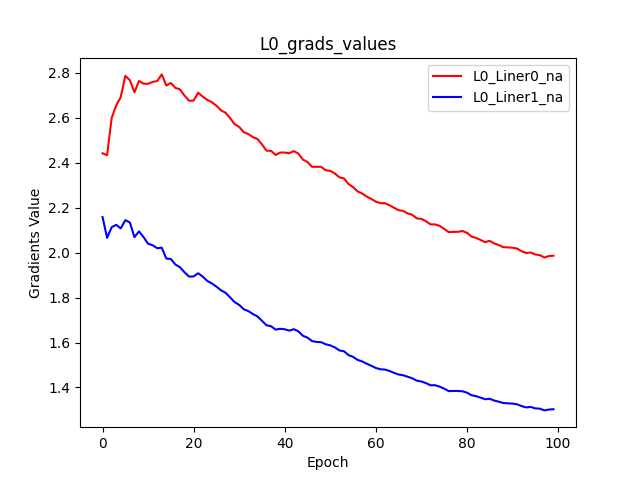 L0_grads_values
L0_Liner0_na
L0_Liner1_na
Gradients Value
2.8
2.6
2.4
2.2
2.0
1.8
1.6
1.4
0 20 40 60 80 100
Epoch